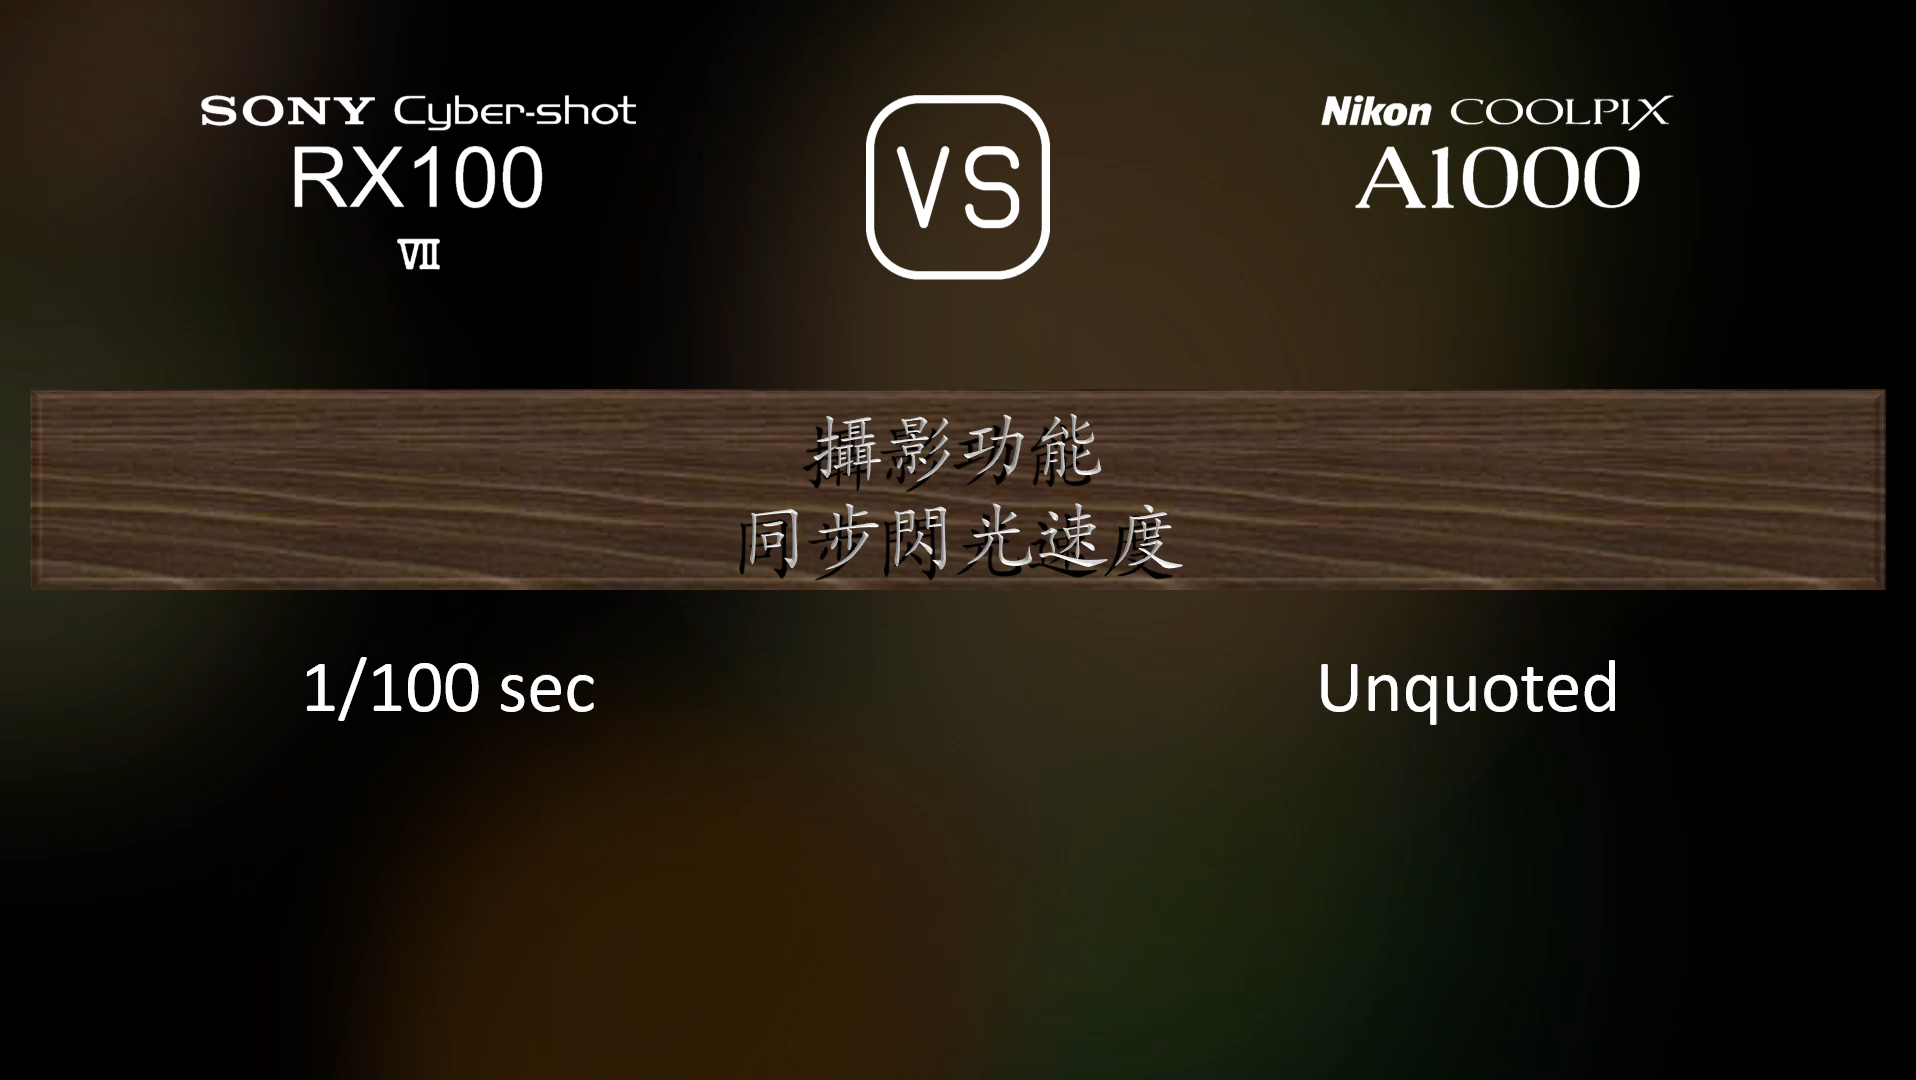 SONY Cyber-shot
RX100
VII
VS
Nikon COOLPIX
A1000
攝影功能
同步閃光速度
1/100 sec
Unquoted